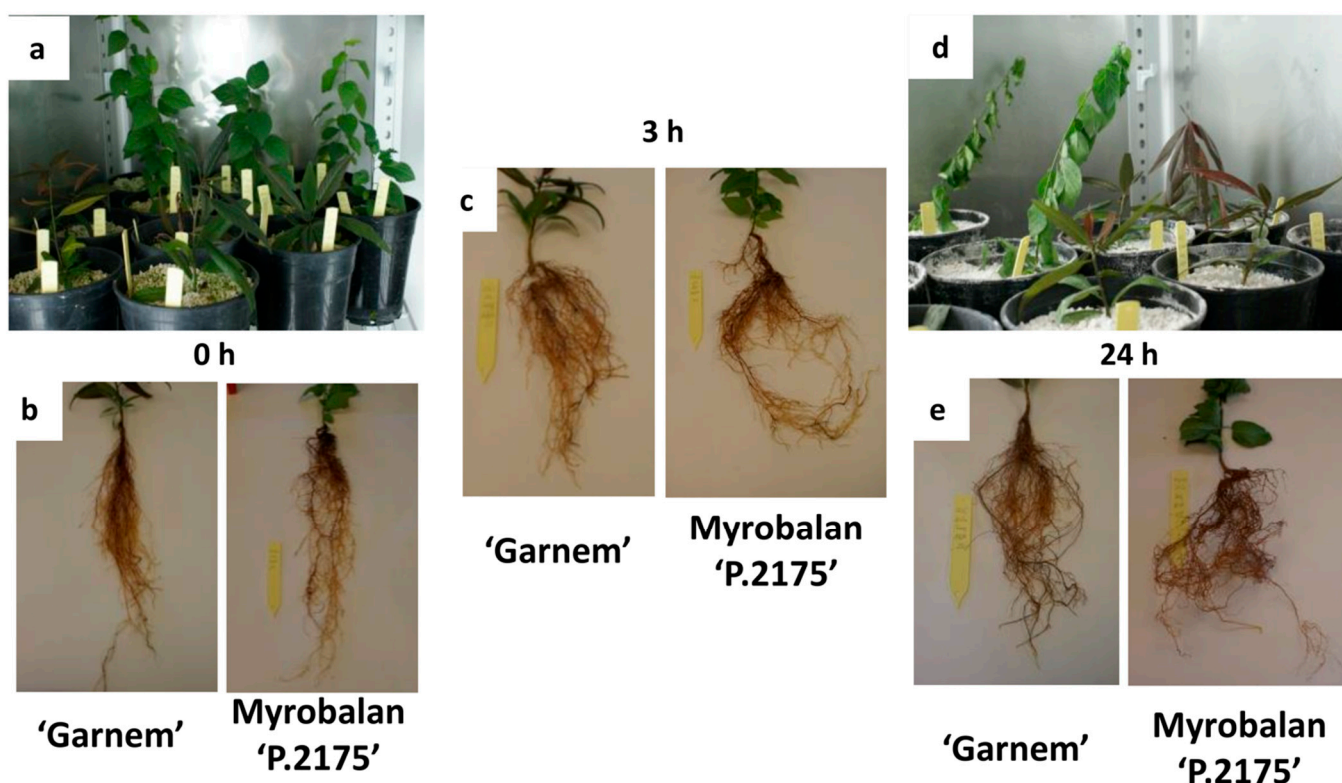 a
0 h
b
‘Garnem’
Myrobalan
‘P.2175’
3 h
c
‘Garnem’
Myrobalan
‘P.2175’
d
24 h
e
‘Garnem’
Myrobalan
‘P.2175’